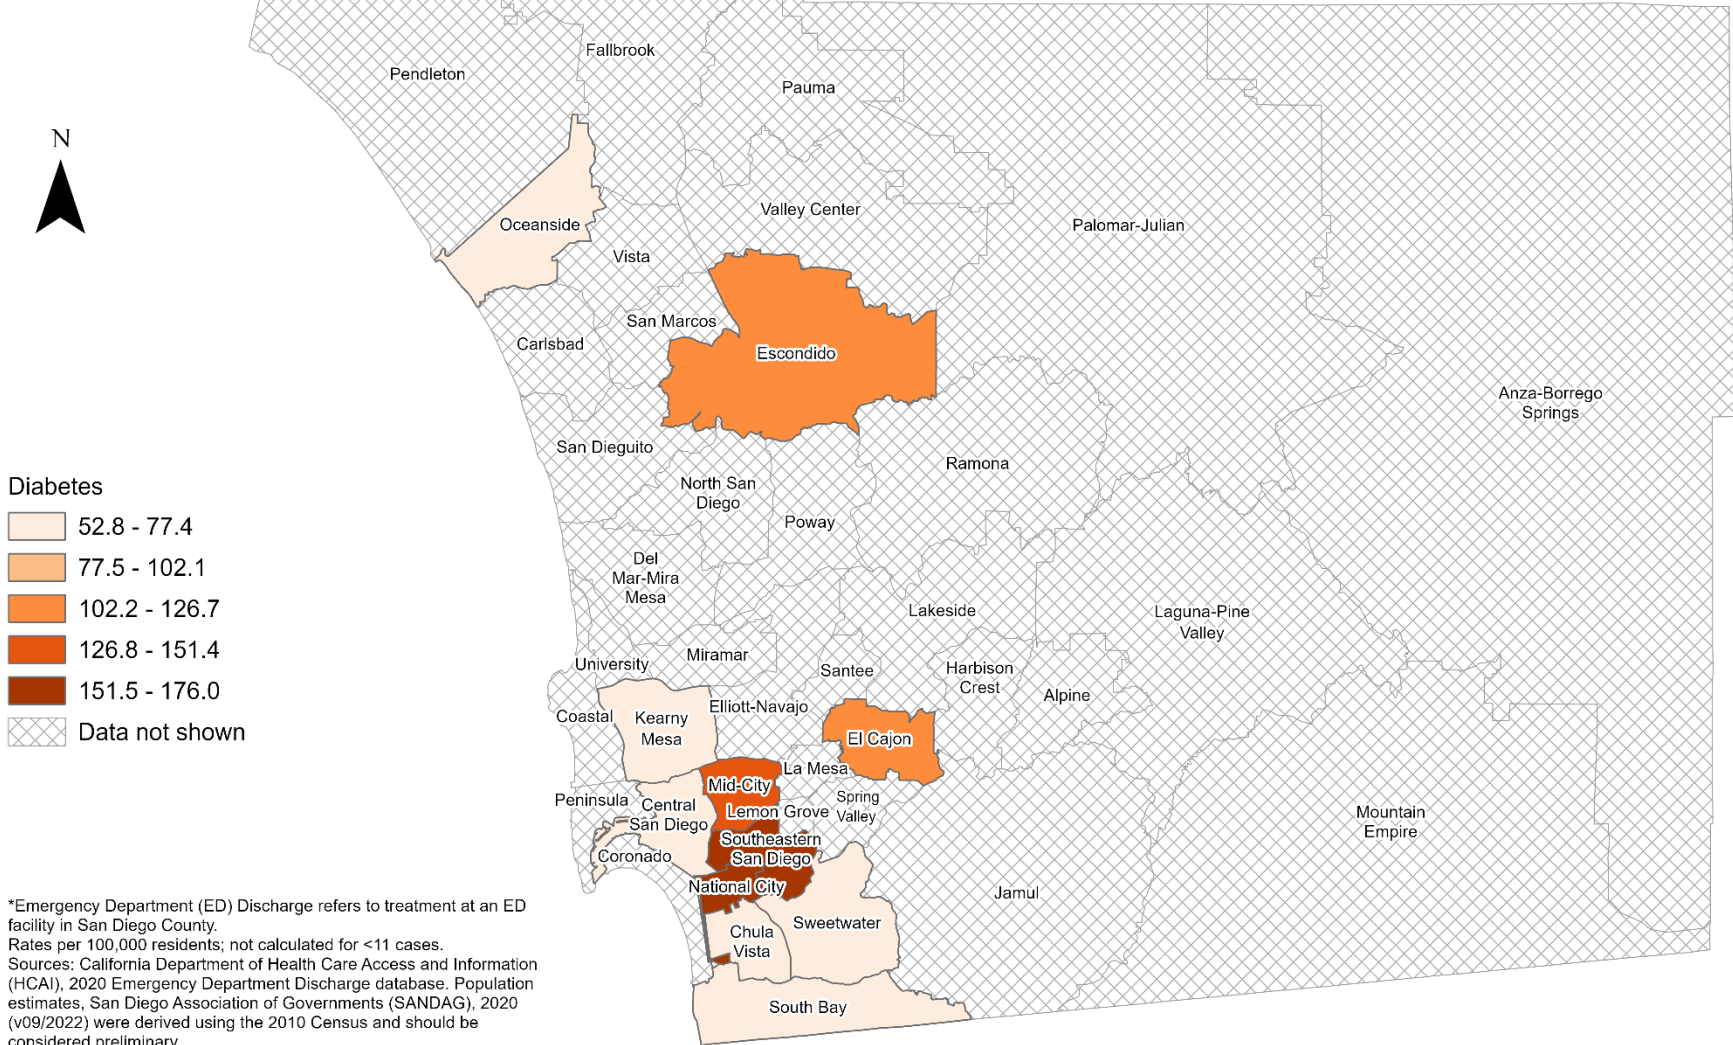 Fallbrook
Pendleton
Pauma
N
Oceanside
Valley Center
Palomar-Julian
Vista
San Marcos
Carlsbad
Escondido
Anza-Borrego
Springs
San Dieguito
Ramona
North San
Diego
Poway
Del
Mar-Mira
Mesa
Lakeside
Laguna-Pine
Valley
Miramar
University
Santee
Harbison
Crest
Alpine
Elliott-Navajo
Coastal
Kearny
Mesa
El Cajon
La Mesa
Mid-City
Peninsula
Central
San Diego
Lemon Grove
Spring
Valley
Mountain
Empire
Southeastern
San Diego
Coronado
National City
Jamul
Sweetwater
Chula
Vista
South Bay
Diabetes
52.8 - 77.4
77.5 - 102.1
102.2 - 126.7
126.8 - 151.4
151.5 - 176.0
Data not shown
*Emergency Department (ED) Discharge refers to treatment at an ED
facility in San Diego County.
Rates per 100,000 residents; not calculated for <11 cases.
Sources: California Department of Health Care Access and Information
(HCAI), 2020 Emergency Department Discharge database. Population
estimates, San Diego Association of Governments (SANDAG), 2020
(v09/2022) were derived using the 2010 Census and should be
considered preliminary.